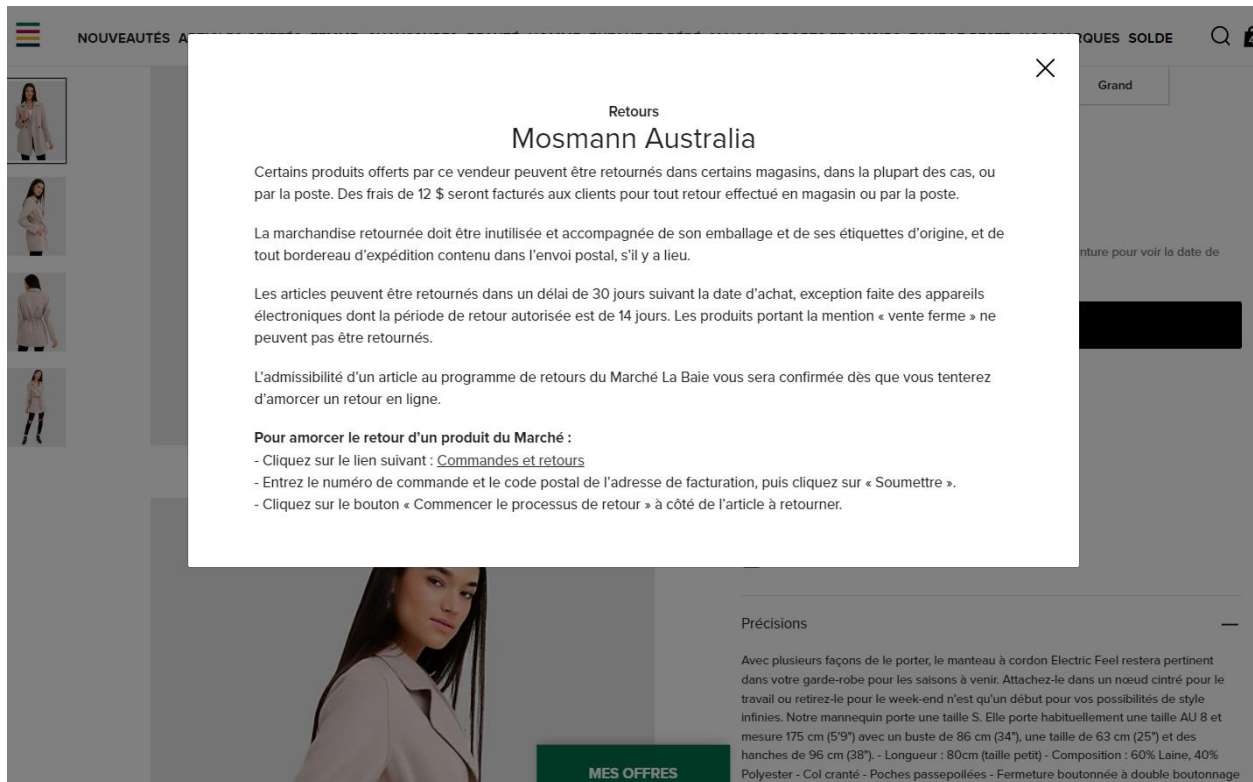 NOUVEAUTÉS
QUES SOLDE
Grand
Retours
Mosmann Australia
Certains produits offerts par ce vendeur peuvent être retournés dans certains magasins, dans la plupart des cas, ou
par la poste. Des frais de 12 $ seront facturés aux clients pour tout retour effectué en magasin ou par la poste.
La marchandise retournée doit être inutilisée et accompagnée de son emballage et de ses étiquettes d’origine, et de
tout bordereau d’expédition contenu dans l’envoi postal, s’il y a lieu.
nture pour voir la date de
Les articles peuvent être retournés dans un délai de 30 jours suivant la date d’achat, exception faite des appareils
électroniques dont la période de retour autorisée est de 14 jours. Les produits portant la mention « vente ferme » ne
peuvent pas être retournés.
L’admissibilité d’un article au programme de retours du Marché La Baie vous sera confirmée dès que vous tenterez
d’amorcer un retour en ligne.
Pour amorcer le retour d’un produit du Marché :
- Cliquez sur le lien suivant : Commandes et retours
- Entrez le numéro de commande et le code postal de l’adresse de facturation, puis cliquez sur « Soumettre ».
- Cliquez sur le bouton « Commencer le processus de retour » à côté de l’article à retourner.
Précisions
Avec plusieurs façons de le porter, le manteau à cordon Electric Feel restera pertinent
dans votre garde-robe pour les saisons à venir. Attachez-le dans un nœud cintré pour le
travail ou retirez-le pour le week-end n'est qu'un début pour vos possibilités de style
infinies. Notre mannequin porte une taille S. Elle porte habituellement une taille AU 8 et
mesure 175 cm (5'9") avec un buste de 86 cm (34"), une taille de 63 cm (25") et des
hanches de 96 cm (38"). - Longueur : 80cm (taille petit) - Composition : 60% Laine, 40%
Polyester - Col cranté - Poches passepoilées - Fermeture boutonnée à double boutonnage
MES OFFRES